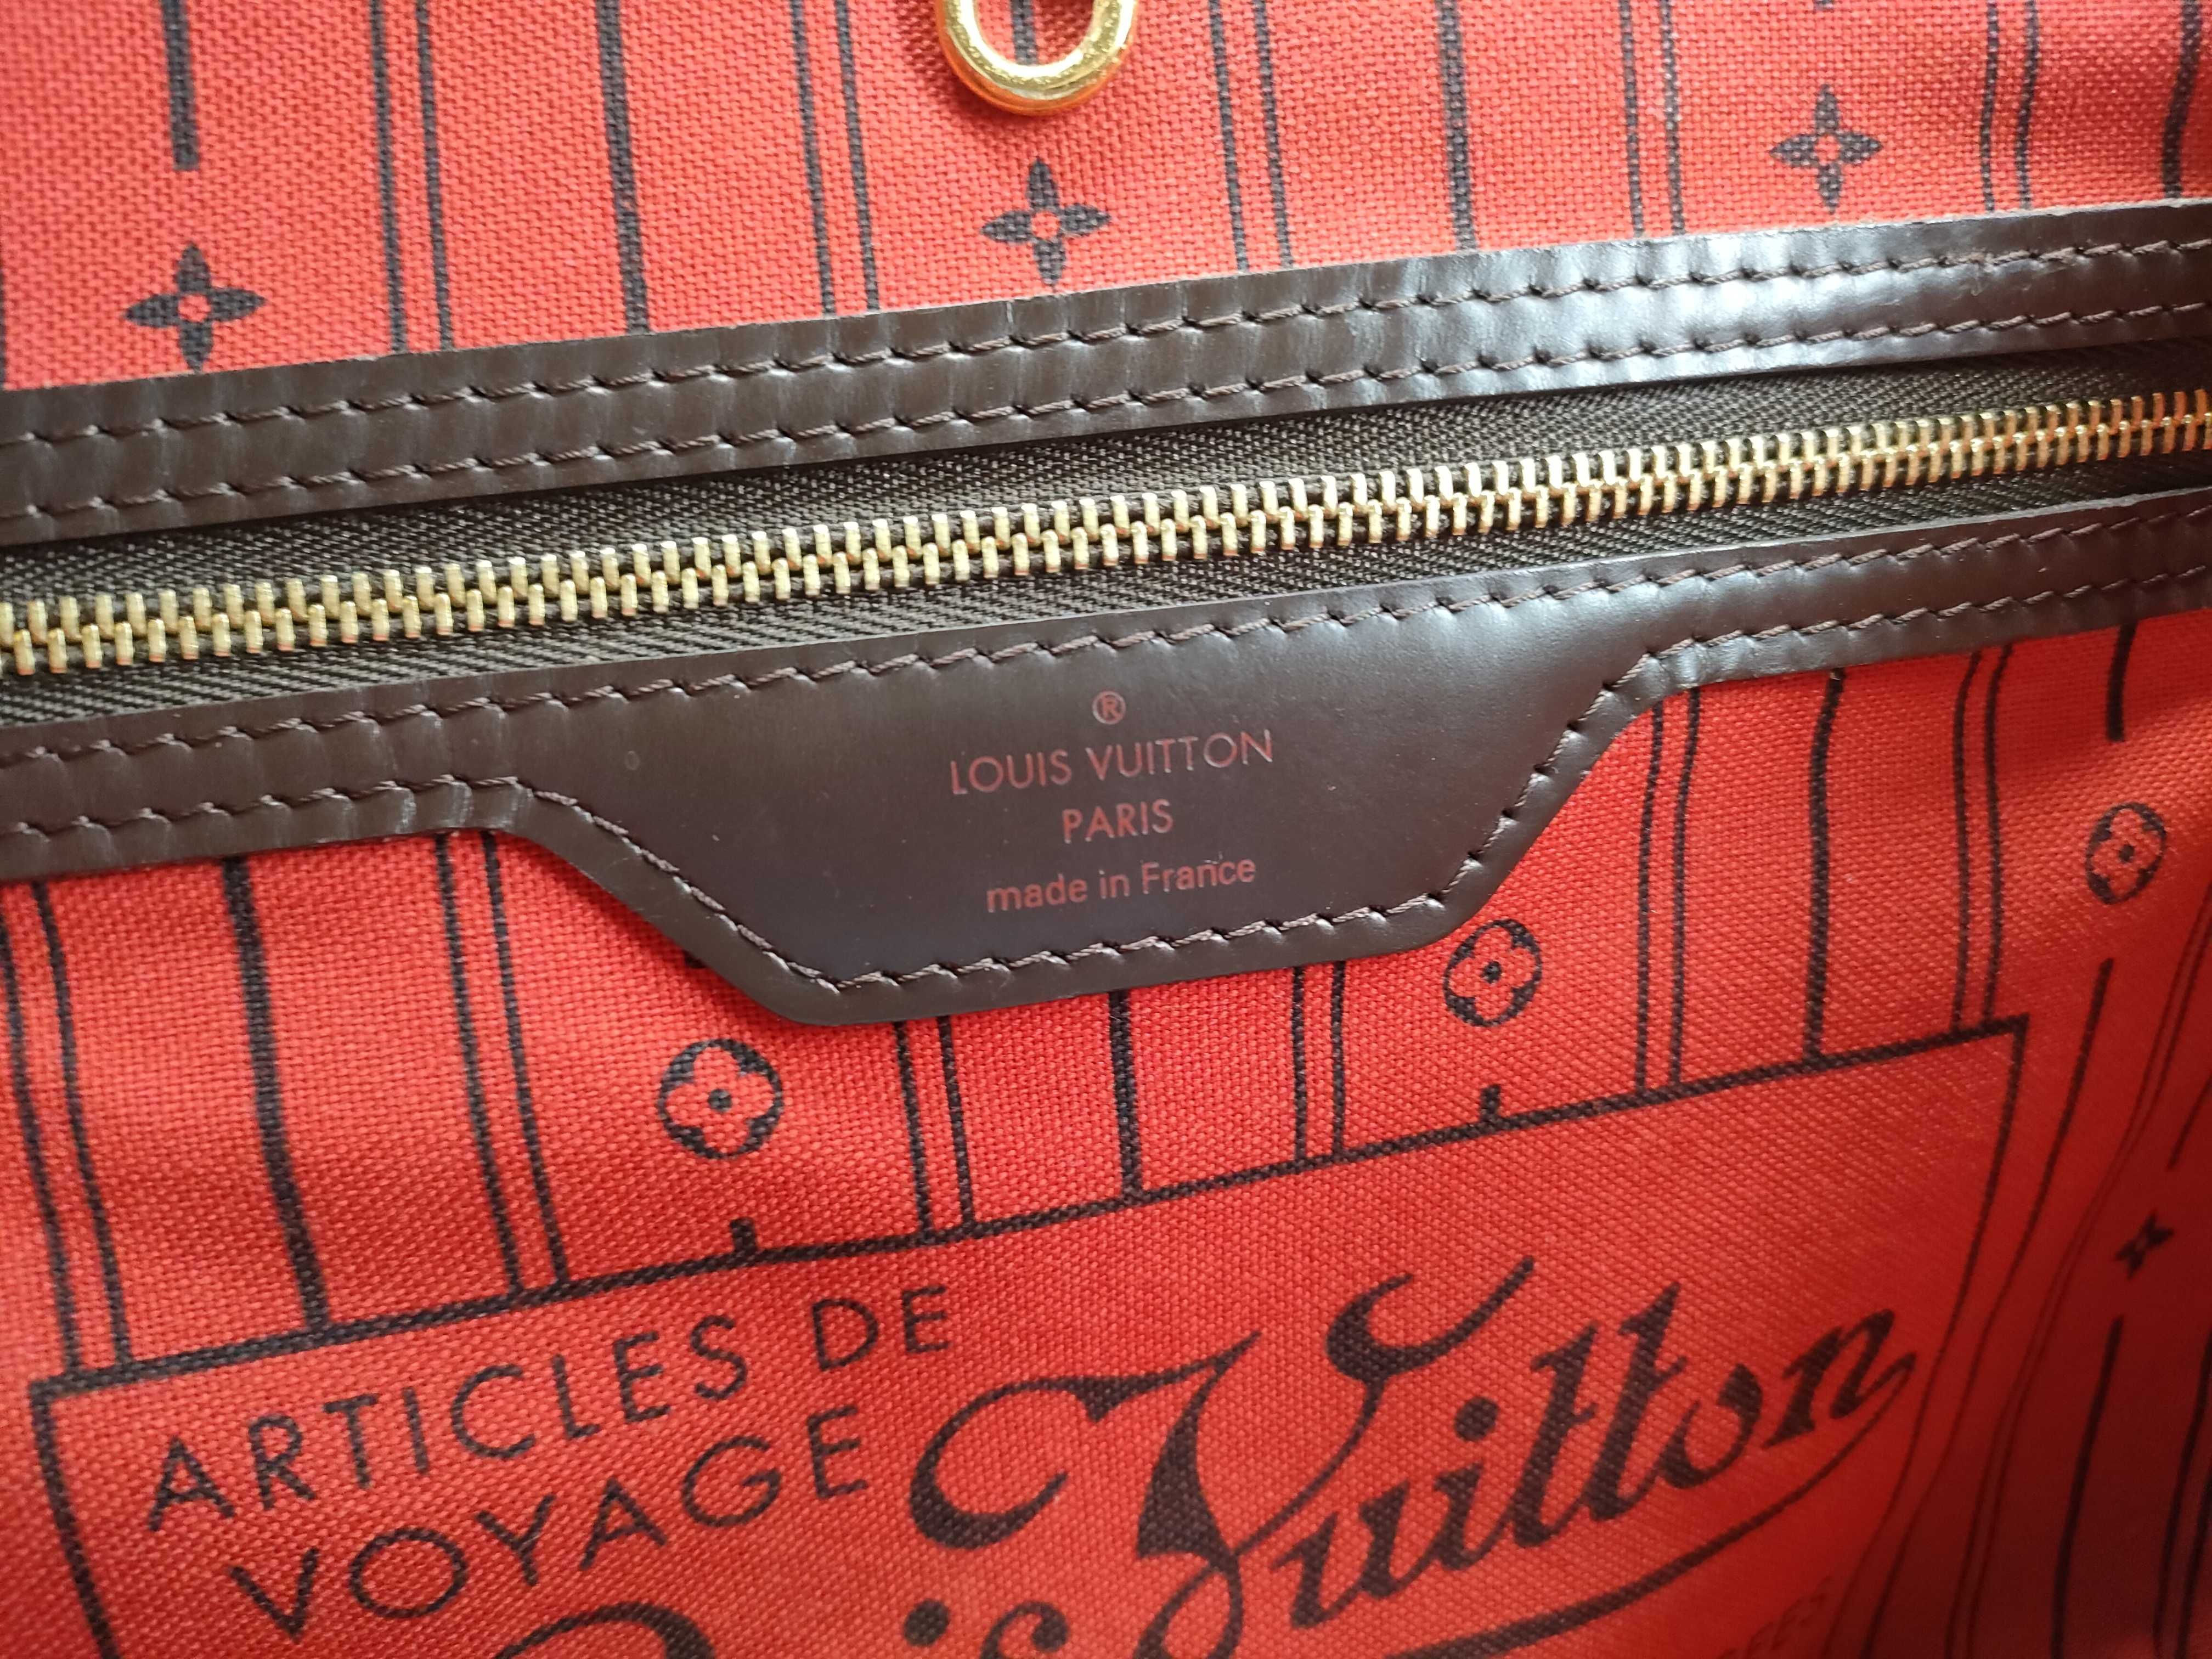 ®
LOUIS VUITTON
PARIS
made in France
ARTICLES DE
VOYAGE
Vuitton